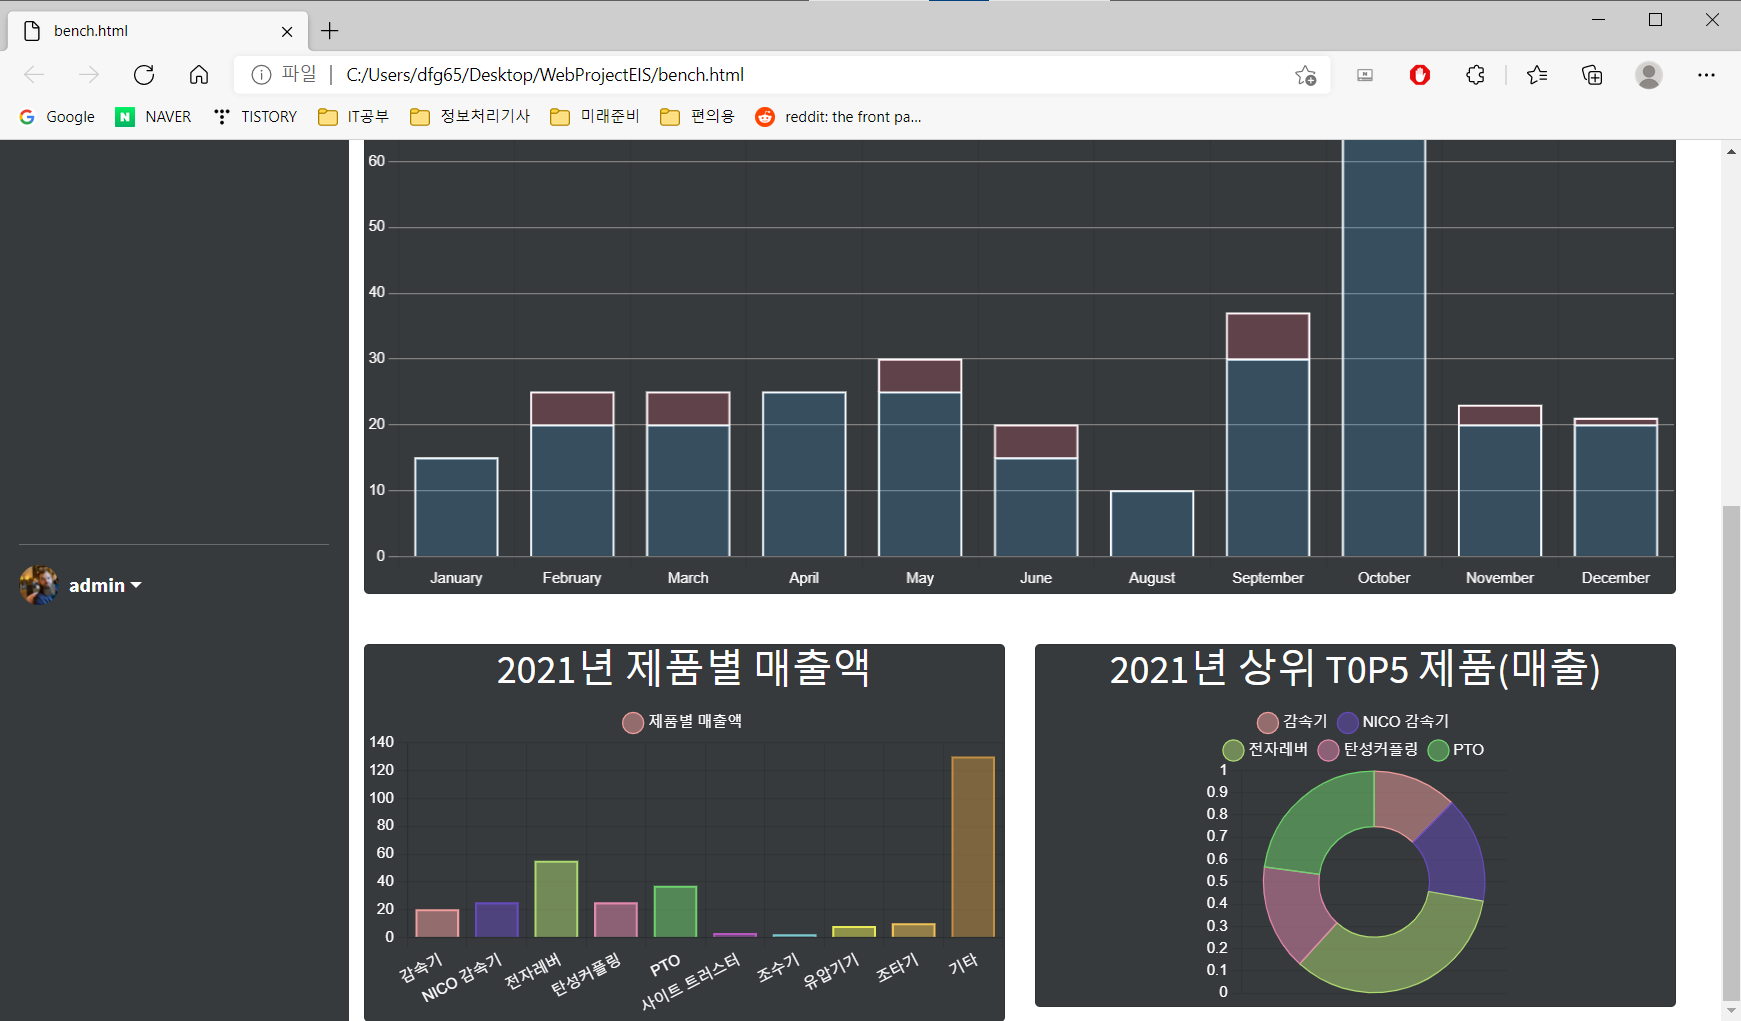 bench.html
파일 | C:/Users/dfg65/Desktop/WebProjectEIS/bench.html
Google NAVER TISTORY IT공부 정보처리기사 미래준비 편의용 reddit: the front pa...
60
50
40
30
20
10
0
January February March April May June August September October November December
admin
2021년 제품별 매출액
제품별 매출액
140
120
100
80
60
40
20
0
감속기 NICO 감속기 전자레버 탄성커플링 PTO 사이트 트러스터 조수기 유압기기 조타기 기타
2021년 상위 T0P5 제품(매출)
감속기 NICO 감속기
전자레버 탄성커플링 PTO
1
0.9
0.8
0.7
0.6
0.5
0.4
0.3
0.2
0.1
0